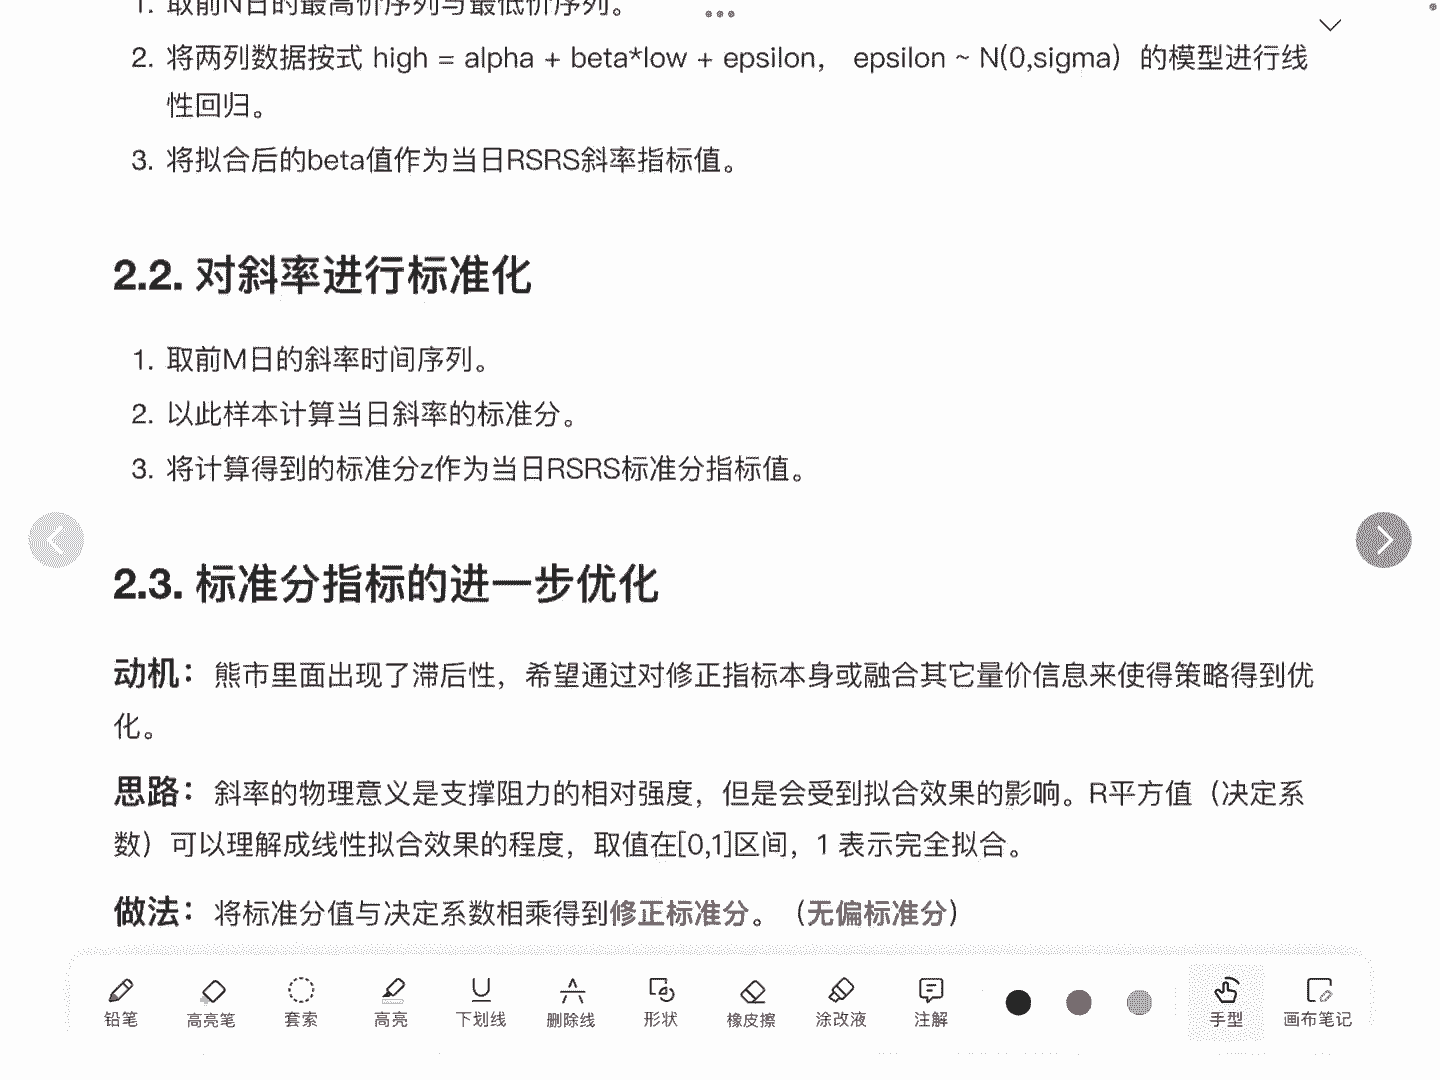 1. 取前N日的最高价序列与最低价序列。
2. 将两列数据按式 high = alpha + beta*low + epsilon， epsilon ~ N(0,sigma）的模型进行线
性回归。
3. 将拟合后的beta值作为当日RSRS斜率指标值。
2.2. 对斜率进行标准化
1. 取前M日的斜率时间序列。
2. 以此样本计算当日斜率的标准分。
3. 将计算得到的标准分z作为当日RSRS标准分指标值。
2.3. 标准分指标的进一步优化
动机：熊市里面出现了滞后性，希望通过对修正指标本身或融合其它量价信息来使得策略得到优
化。
思路：斜率的物理意义是支撑阻力的相对强度，但是会受到拟合效果的影响。R平方值（决定系
数）可以理解成线性拟合效果的程度，取值在[0,1]区间，1 表示完全拟合。
做法：将标准分值与决定系数相乘得到修正标准分。（无偏标准分）
铅笔 高亮笔 套索 高亮 下划线 删除线 形状 橡皮擦 涂改液 注解 手型 画布笔记